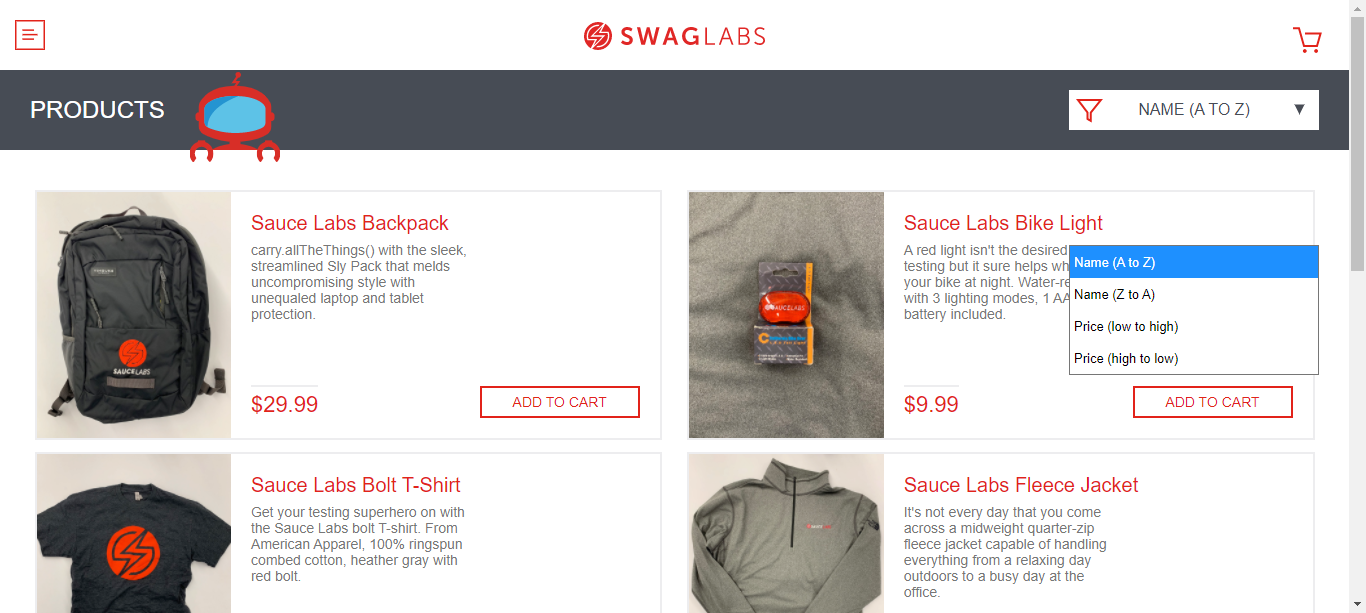 SWAGLABS
PRODUCTS
NAME (A TO Z)
Sauce Labs Backpack
carry.allTheThings() with the sleek,
streamlined Sly Pack that melds
uncompromising style with
unequaled laptop and tablet
protection.
$29.99
ADD TO CART
SAUCELABS
Sauce Labs Bike Light
A red light isn't the desired
testing but it sure helps
your bike at night.
with 3 lighting modes, 1
battery included.
$9.99
ADD TO CART
SAUCELABS
Name (A to Z)
Name (Z to A)
Price (low to high)
Price (high to low)
Sauce Labs Bolt T-Shirt
Get your testing superhero on with
the Sauce Labs bolt T-shirt. From
American Apparel, 100% ringspun
combed cotton, heather gray with
red bolt.
Sauce Labs Fleece Jacket
It's not every day that you come
across a midweight quarter-zip
fleece jacket capable of handling
everything from a relaxing day
outdoors to a busy day at the
office.